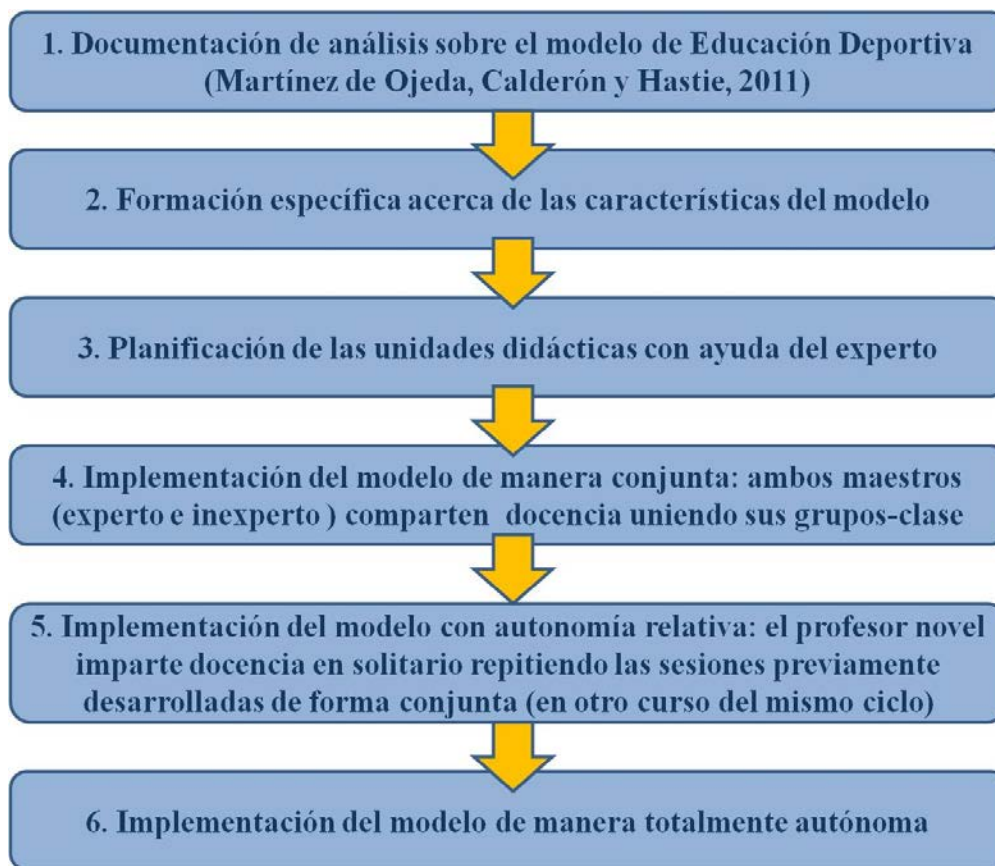 1. Documentación de análisis sobre el modelo de Educación Deportiva
(Martínez de Ojeda, Calderón y Hastie, 2011)
2. Formación específica acerca de las características del modelo
3. Planificación de las unidades didácticas con ayuda del experto
4. Implementación del modelo de manera conjunta: ambos maestros
(experto e inexperto ) comparten docencia uniendo sus grupos-clase
5. Implementación del modelo con autonomía relativa: el profesor novel
imparte docencia en solitario repitiendo las sesiones previamente
desarrolladas de forma conjunta (en otro curso del mismo ciclo)
6. Implementación del modelo de manera totalmente autónoma